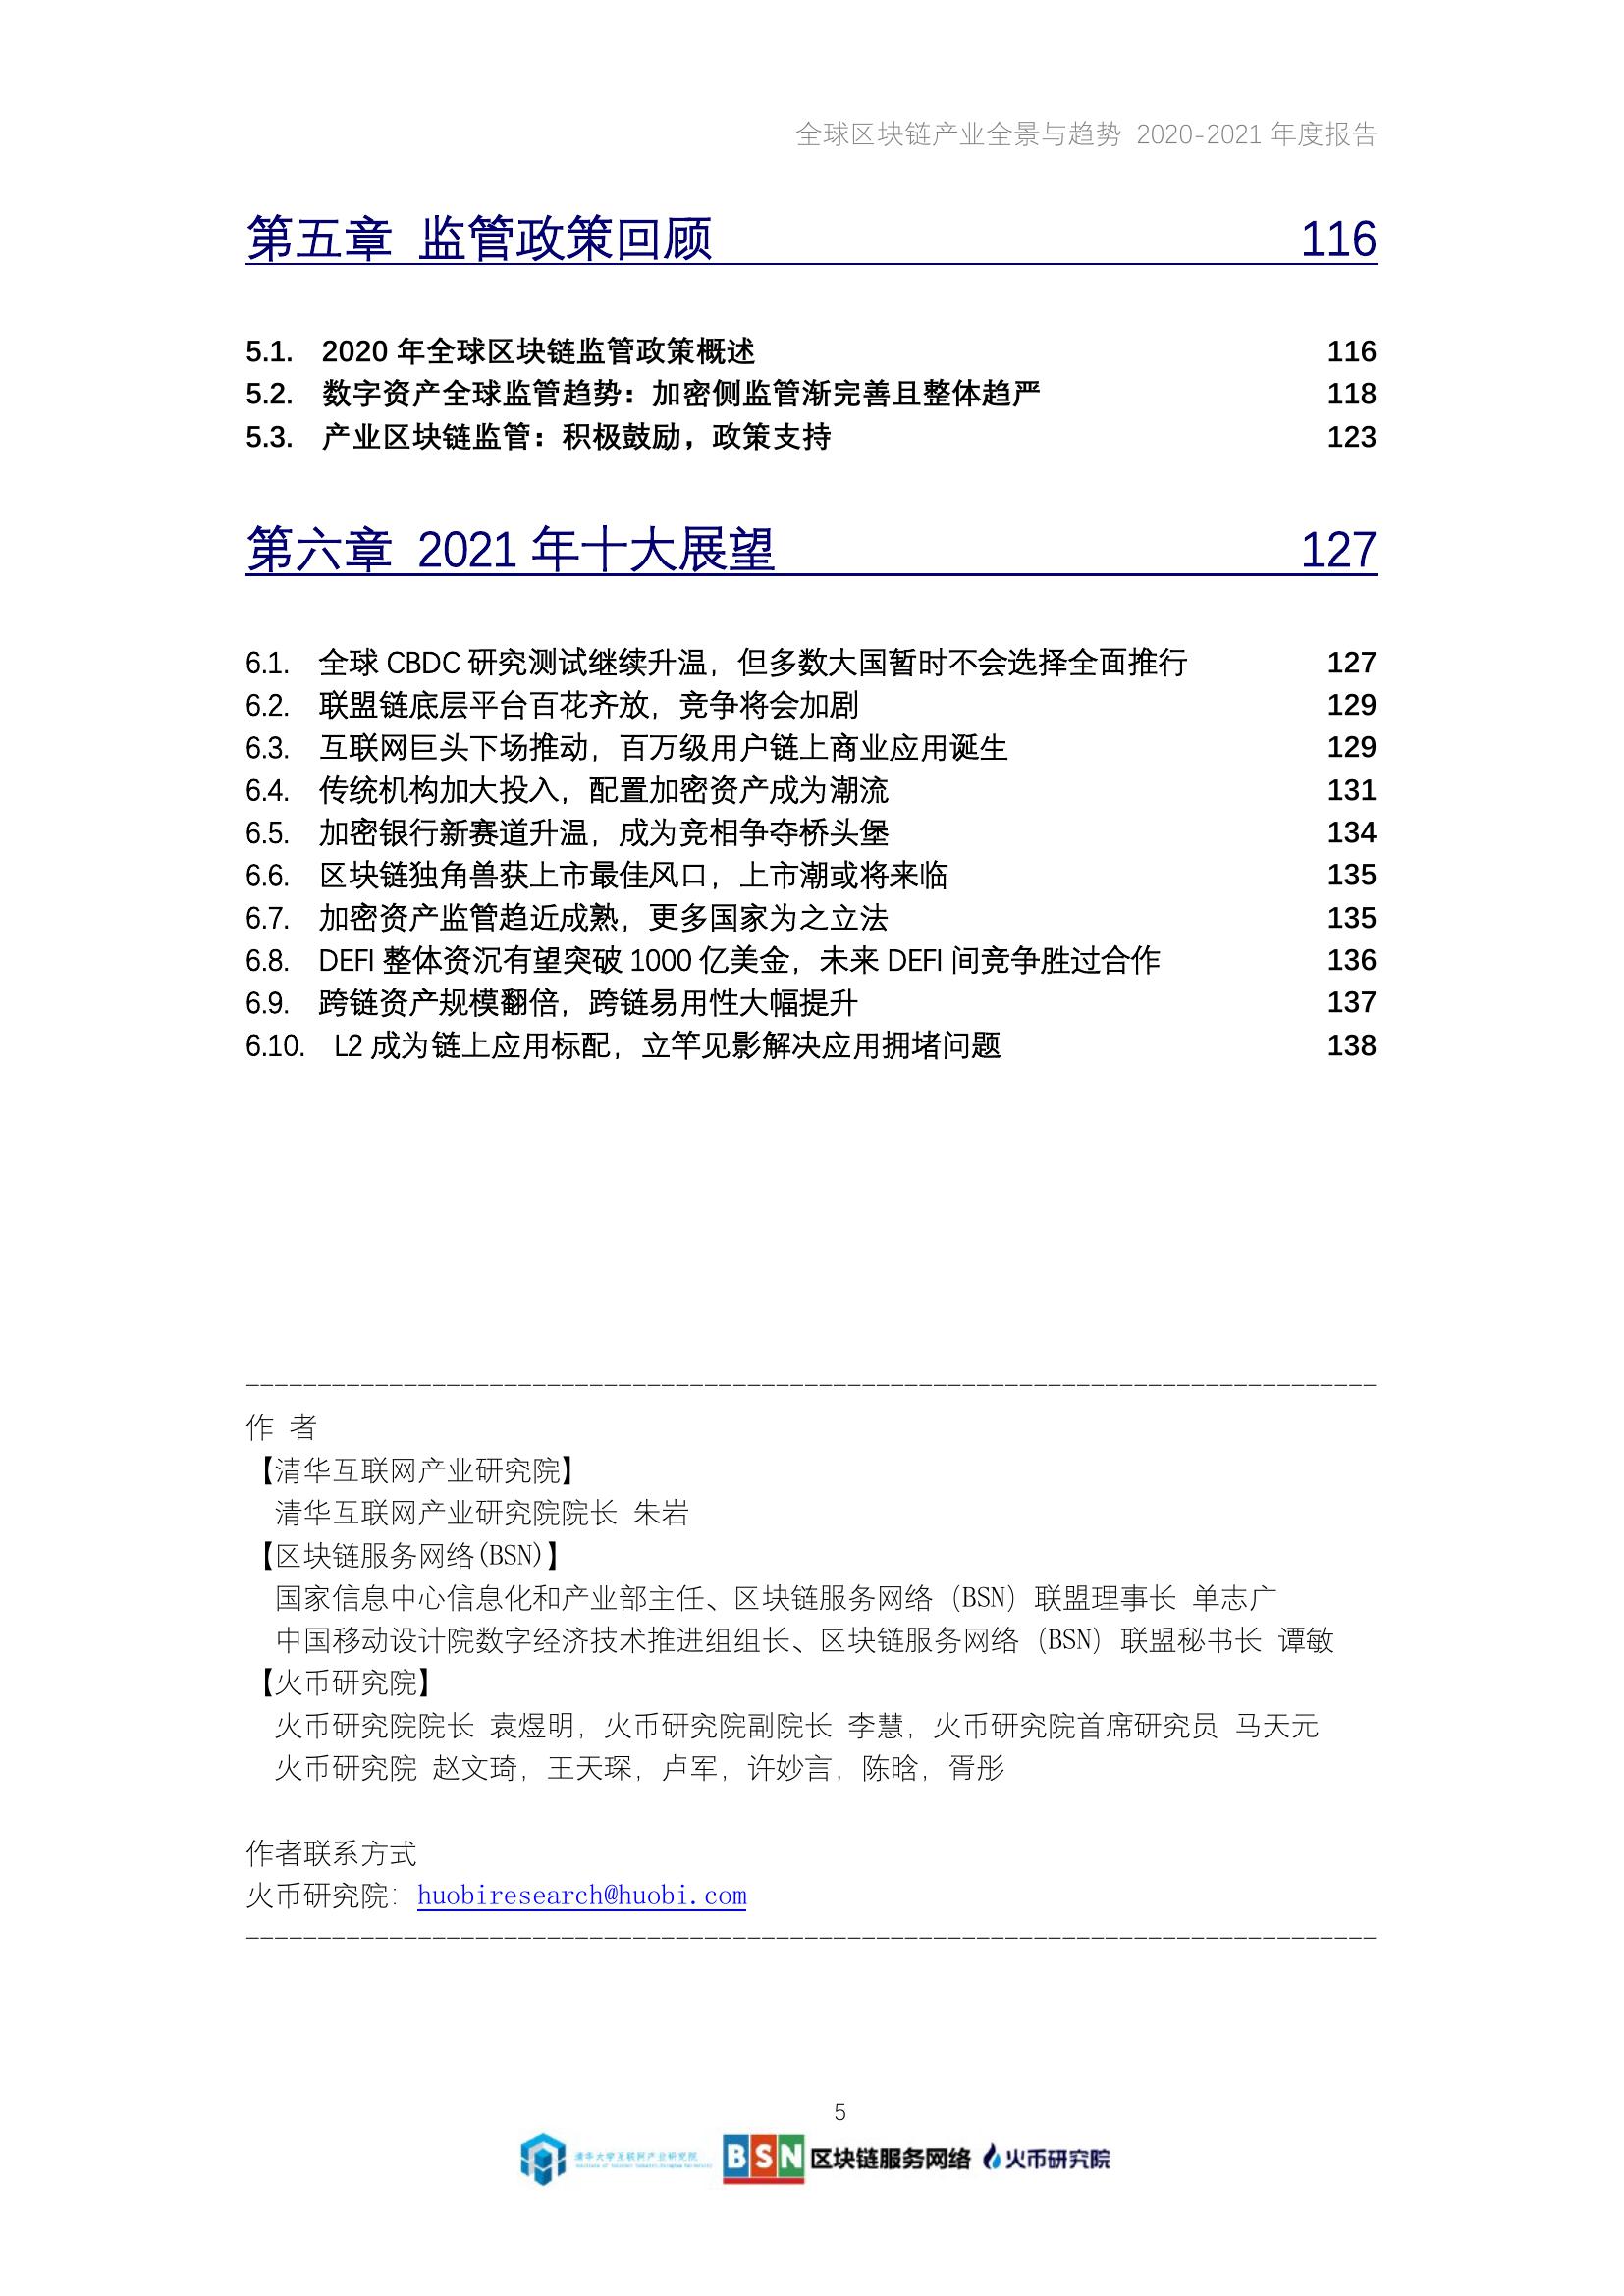 全球区块链产业全景与趋势 2020-2021 年度报告
第五章 监管政策回顾 116
5.1. 2020 年全球区块链监管政策概述 116
5.2. 数字资产全球监管趋势：加密侧监管渐完善且整体趋严 118
5.3. 产业区块链监管：积极鼓励，政策支持 123
第六章 2021 年十大展望 127
6.1. 全球 CBDC 研究测试继续升温，但多数大国暂时不会选择全面推行 127
6.2. 联盟链底层平台百花齐放，竞争将会加剧 129
6.3. 互联网巨头下场推动，百万级用户链上商业应用诞生 129
6.4. 传统机构加大投入，配置加密资产成为潮流 131
6.5. 加密银行新赛道升温，成为竞相争夺桥头堡 134
6.6. 区块链独角兽获上市最佳风口，上市潮或将来临 135
6.7. 加密资产监管趋近成熟，更多国家为之立法 135
6.8. DEFI 整体资沉有望突破 1000 亿美金，未来 DEFI 间竞争胜过合作 136
6.9. 跨链资产规模翻倍，跨链易用性大幅提升 137
6.10. L2 成为链上应用标配，立竿见影解决应用拥堵问题 138
作 者
【清华互联网产业研究院】
清华互联网产业研究院院长 朱岩
【区块链服务网络(BSN)】
国家信息中心信息化和产业部主任、区块链服务网络（BSN）联盟理事长 单志广
中国移动设计院数字经济技术推进组组长、区块链服务网络（BSN）联盟秘书长 谭敏
【火币研究院】
火币研究院院长 袁煜明，火币研究院副院长 李慧，火币研究院首席研究员 马天元
火币研究院 赵文琦，王天琛，卢军，许妙言，陈晗，胥彤
作者联系方式
火币研究院：huobiresearch@huobi.com
5
清华大学互联网产业研究院 BSN 区块链服务网络 火币研究院